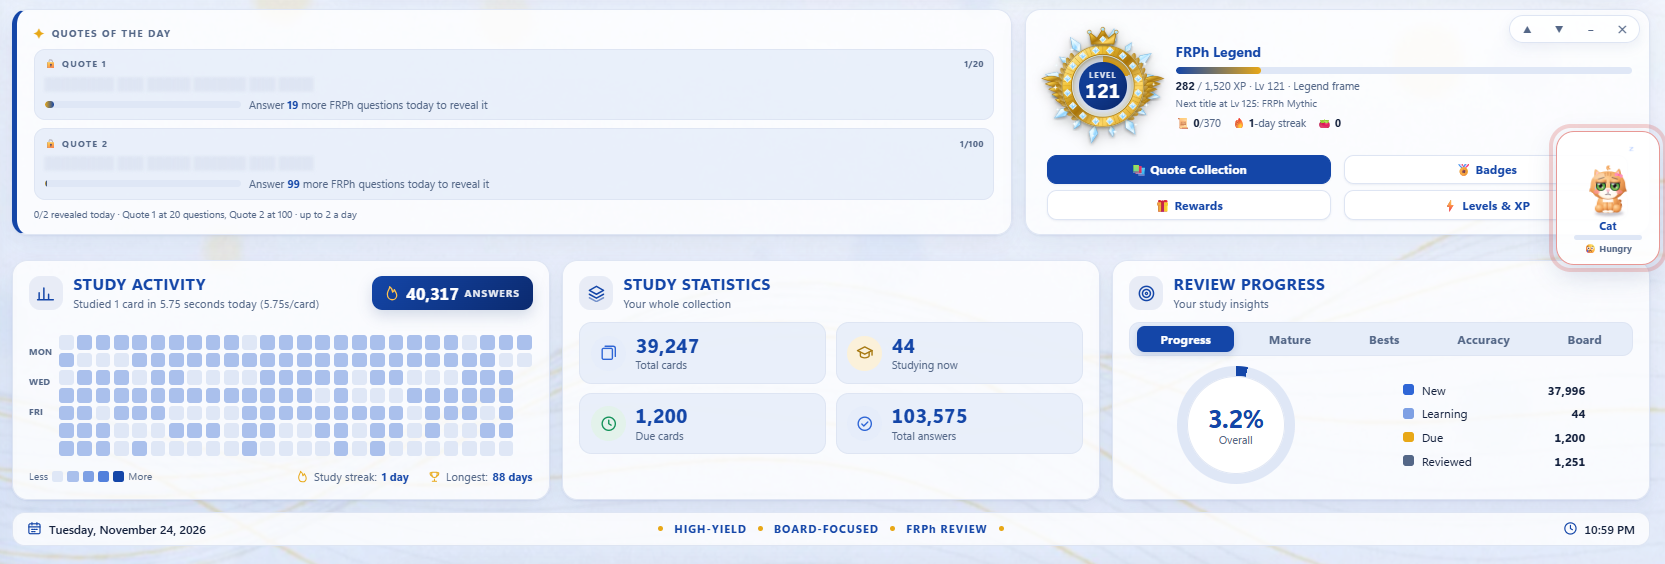 QUOTES OF THE DAY
QUOTE 1
1/20
Answer 19 more FRPh questions today to reveal it
QUOTE 2
1/100
Answer 99 more FRPh questions today to reveal it
0/2 revealed today · Quote 1 at 20 questions, Quote 2 at 100 · up to 2 a day
LEVEL
121
FRPh Legend
282 / 1,520 XP · Lv 121 · Legend frame
Next title at Lv 125: FRPh Mythic
0/370 1-day streak 0
Quote Collection
Badges
Rewards
Levels & XP
z
Cat
Hungry
STUDY ACTIVITY
Studied 1 card in 5.75 seconds today (5.75s/card)
40,317 ANSWERS
MON
WED
FRI
Less
More
Study streak: 1 day
Longest: 88 days
STUDY STATISTICS
Your whole collection
39,247
Total cards
44
Studying now
1,200
Due cards
103,575
Total answers
REVIEW PROGRESS
Your study insights
Progress Mature Bests Accuracy Board
3.2%
Overall
New 37,996
Learning 44
Due 1,200
Reviewed 1,251
Tuesday, November 24, 2026
HIGH-YIELD • BOARD-FOCUSED • FRPh REVIEW
10:59 PM